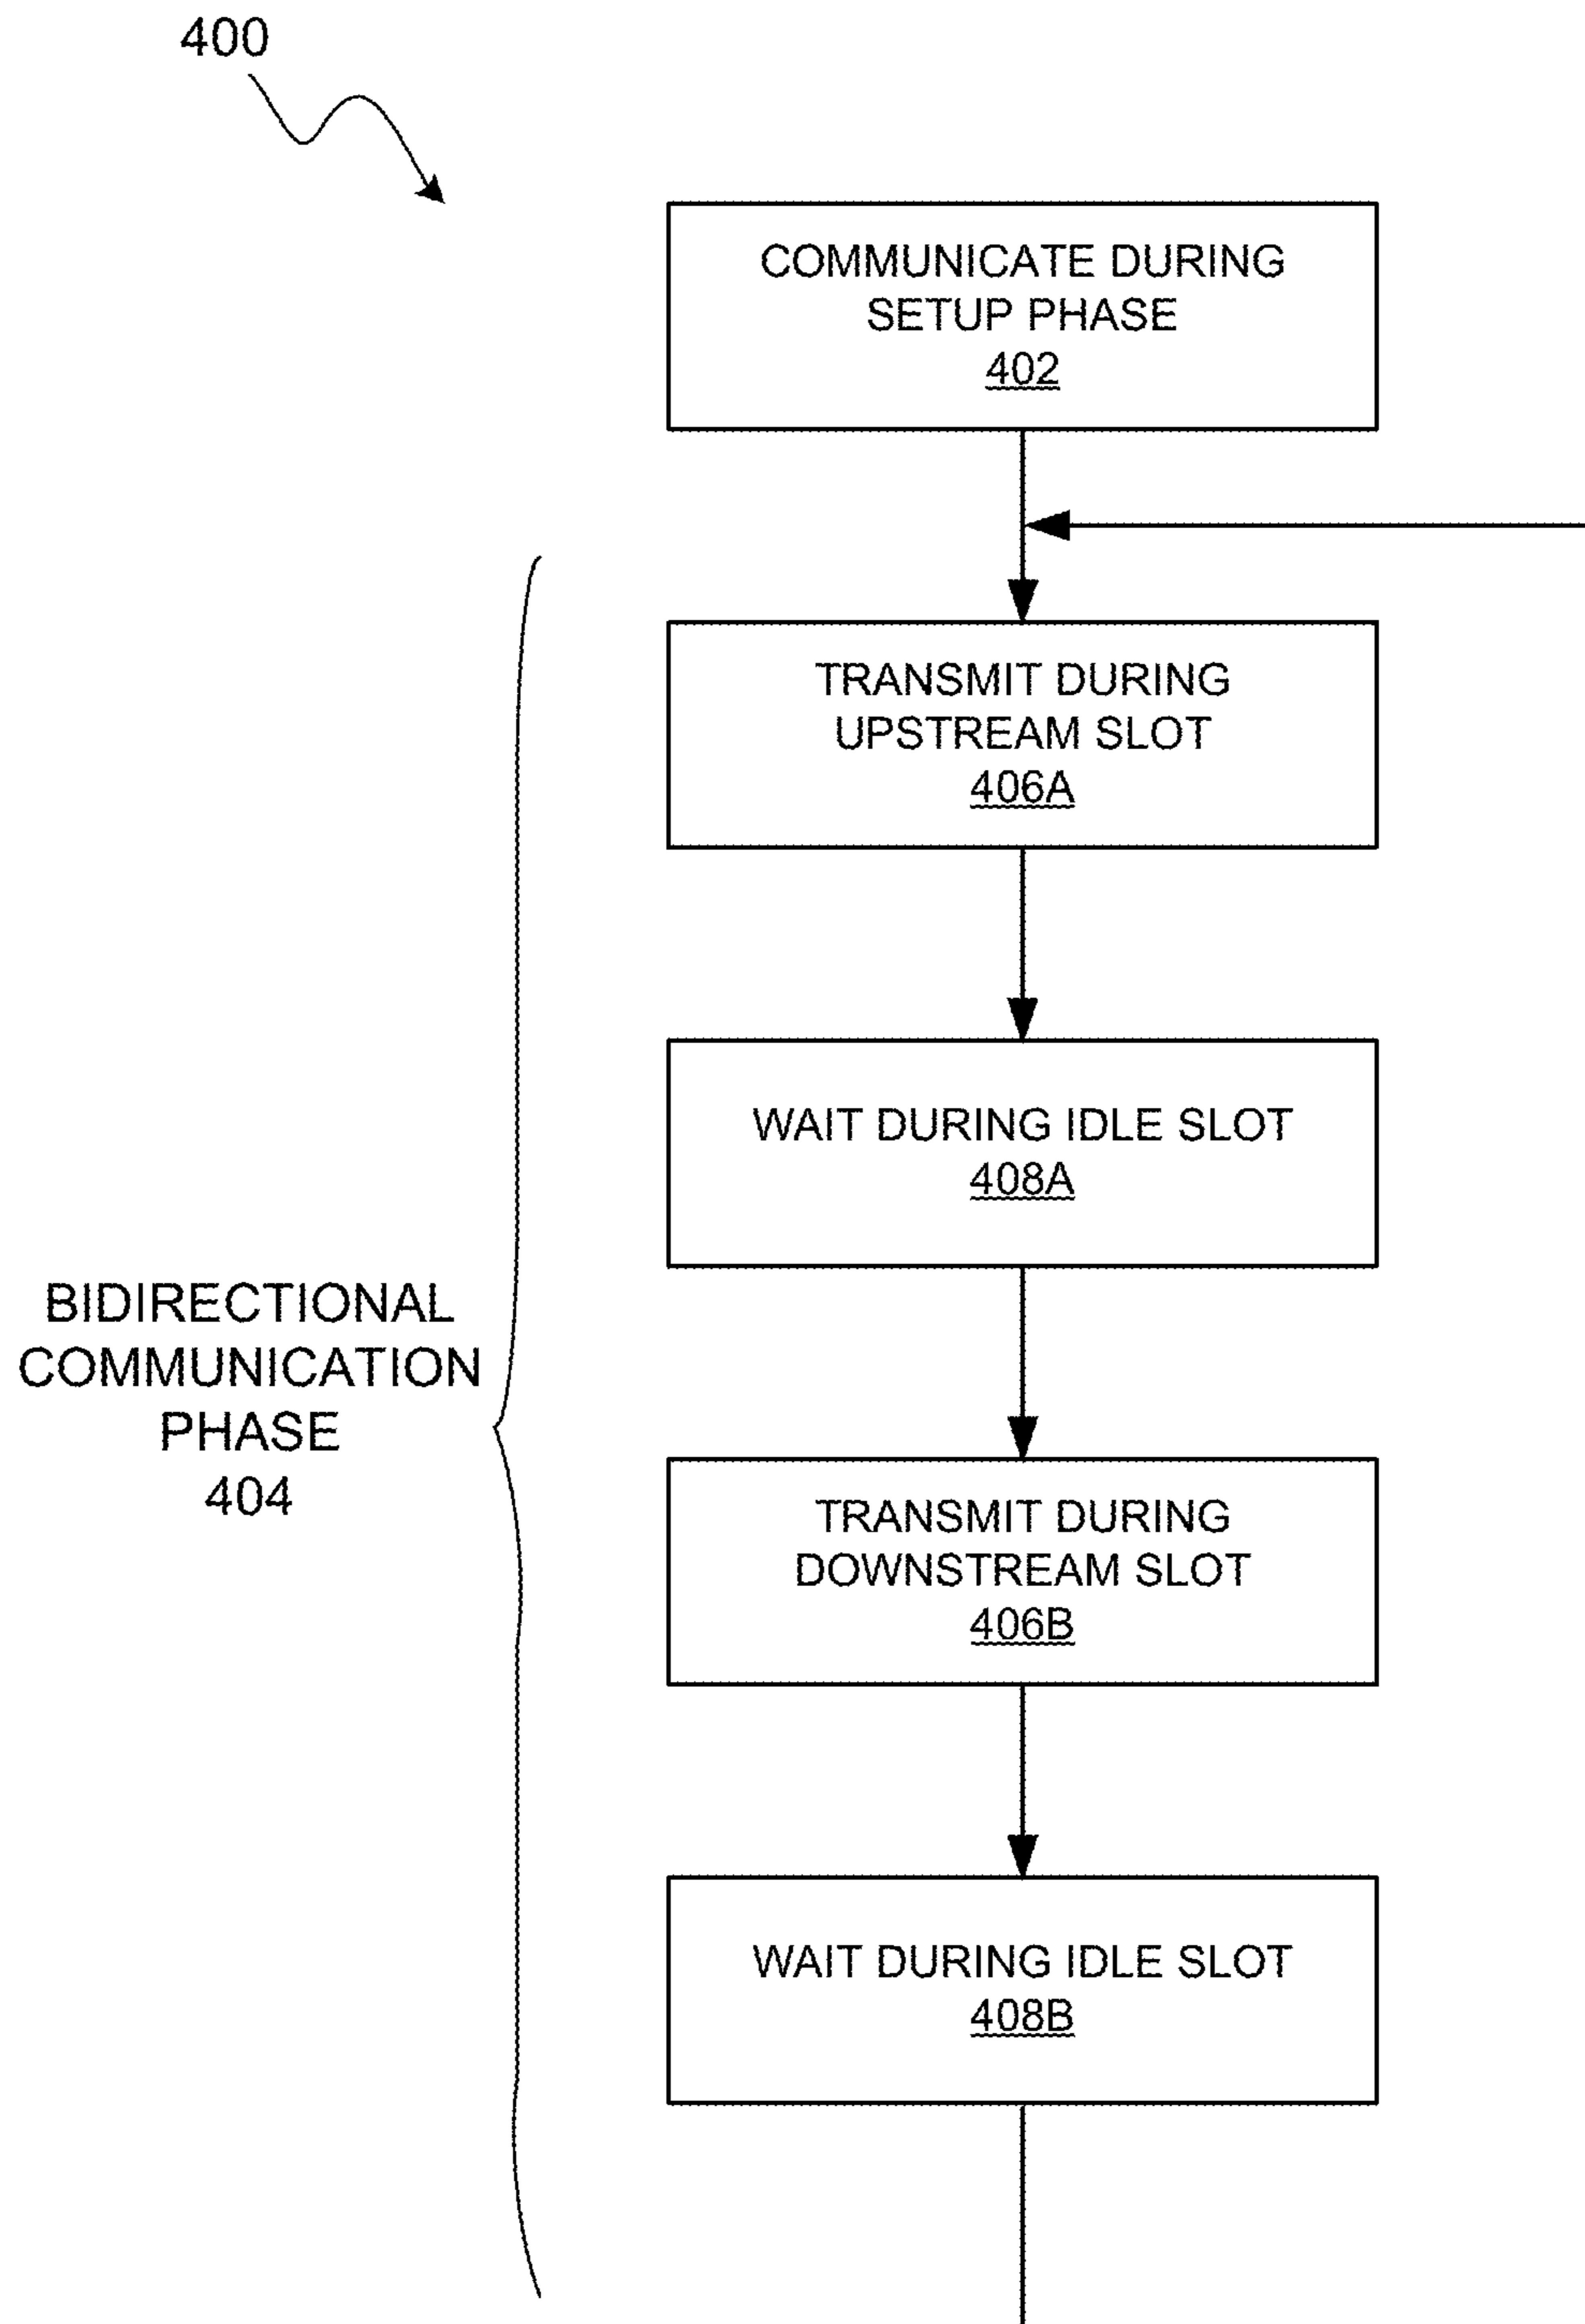 400
COMMUNICATE DURING
SETUP PHASE
402
TRANSMIT DURING
UPSTREAM SLOT
406A
WAIT DURING IDLE SLOT
408A
BIDIRECTIONAL
COMMUNICATION
PHASE
404
TRANSMIT DURING
DOWNSTREAM SLOT
406B
WAIT DURING IDLE SLOT
408B